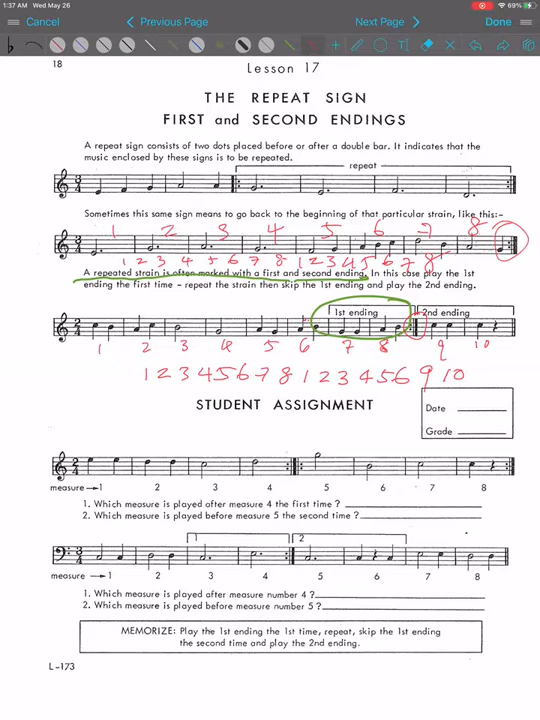 1:37 AM Wed May 26
69%
Cancel
Previous Page
Next Page
Done
T
18
Lesson 17
THE REPEAT SIGN
FIRST and SECOND ENDINGS
A repeat sign consists of two dots placed before or after a double bar. It indicates that the
music enclosed by these signs is to be repeated.
repeat
3 4
Sometimes this same sign means to go back to the beginning of that particular strain, like this:-
1 2 3 4 5 6 7 8
3 4
1 2 3 4 5 6 7 8 1 2 3 4 5 6 7 8
A repeated strain is often marked with a first and second ending. In this case play the 1st
ending the first time - repeat the strain then skip the 1st ending and play the 2nd ending.
1st ending
2nd ending
2 4
1 2 3 4 5 6 7 8 9 10
1 2 3 4 5 6 7 8 1 2 3 4 5 6 9 10
STUDENT ASSIGNMENT
Date
Grade
2 4
measure 1 2 3 4 5 6 7 8
1. Which measure is played after measure 4 the first time ?
2. Which measure is played before measure 5 the second time ?
1 2
3 4
measure 1 2 3 4 5 6 7 8
1. Which measure is played after measure number 4 ?
2. Which measure is played before measure number 5 ?
MEMORIZE: Play the 1st ending the 1st time, repeat, skip the 1st ending
the second time and play the 2nd ending.
L-173